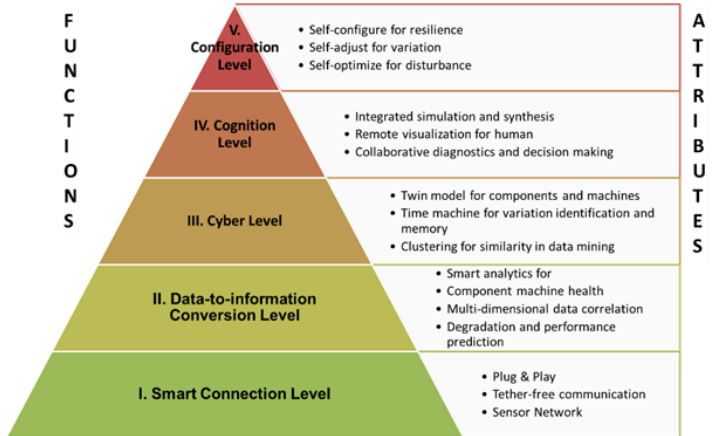 FUNCTIONS
ATTRIBUTES
V.
Configuration
Level
• Self-configure for resilience
• Self-adjust for variation
• Self-optimize for disturbance
IV. Cognition
Level
• Integrated simulation and synthesis
• Remote visualization for human
• Collaborative diagnostics and decision making
III. Cyber Level
• Twin model for components and machines
• Time machine for variation identification and
memory
• Clustering for similarity in data mining
II. Data-to-information
Conversion Level
• Smart analytics for
• Component machine health
• Multi-dimensional data correlation
• Degradation and performance
prediction
I. Smart Connection Level
• Plug & Play
• Tether-free communication
• Sensor Network